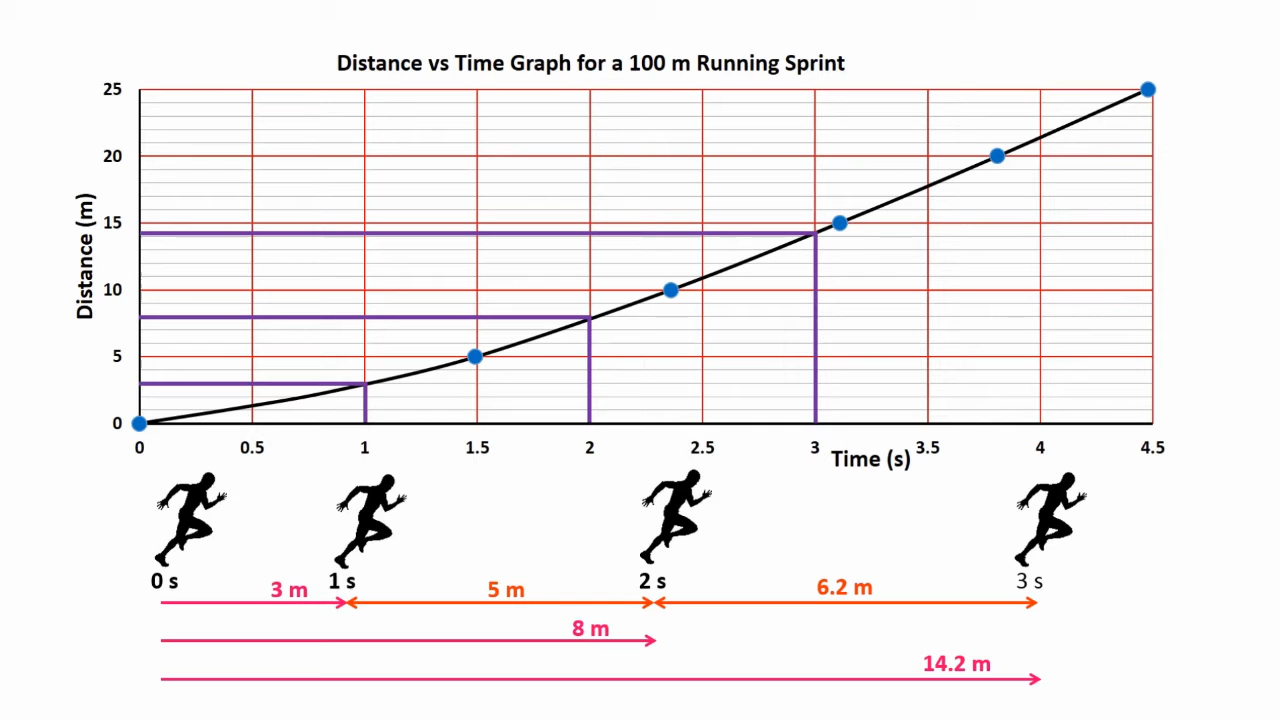 Distance vs Time Graph for a 100 m Running Sprint
25
20
15
10
5
0
Distance (m)
0 0.5 1 1.5 2 2.5 3 3.5 4 4.5
Time (s)
0 s 1 s 2 s 3 s
3 m 5 m 6.2 m
8 m
14.2 m